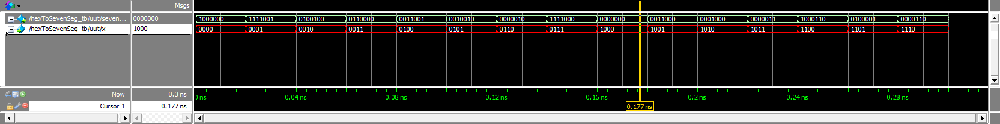 Msgs
/hexToSevenSeg_tb/uut/seven... 0000000 1000000 1111001 0100100 0110000 0011001 0010010 0000010 1111000 0000000 0011000 0001000 0000011 1000110 0100001 0000110
/hexToSevenSeg_tb/uut/x 1000 0000 0001 0010 0011 0100 0101 0110 0111 1000 1001 1010 1011 1100 1101 1110
Now 0.3 ns ns 0.04 ns 0.08 ns 0.12 ns 0.16 ns 0.2 ns 0.24 ns 0.28 ns
Cursor 1 0.177 ns 0.177 ns